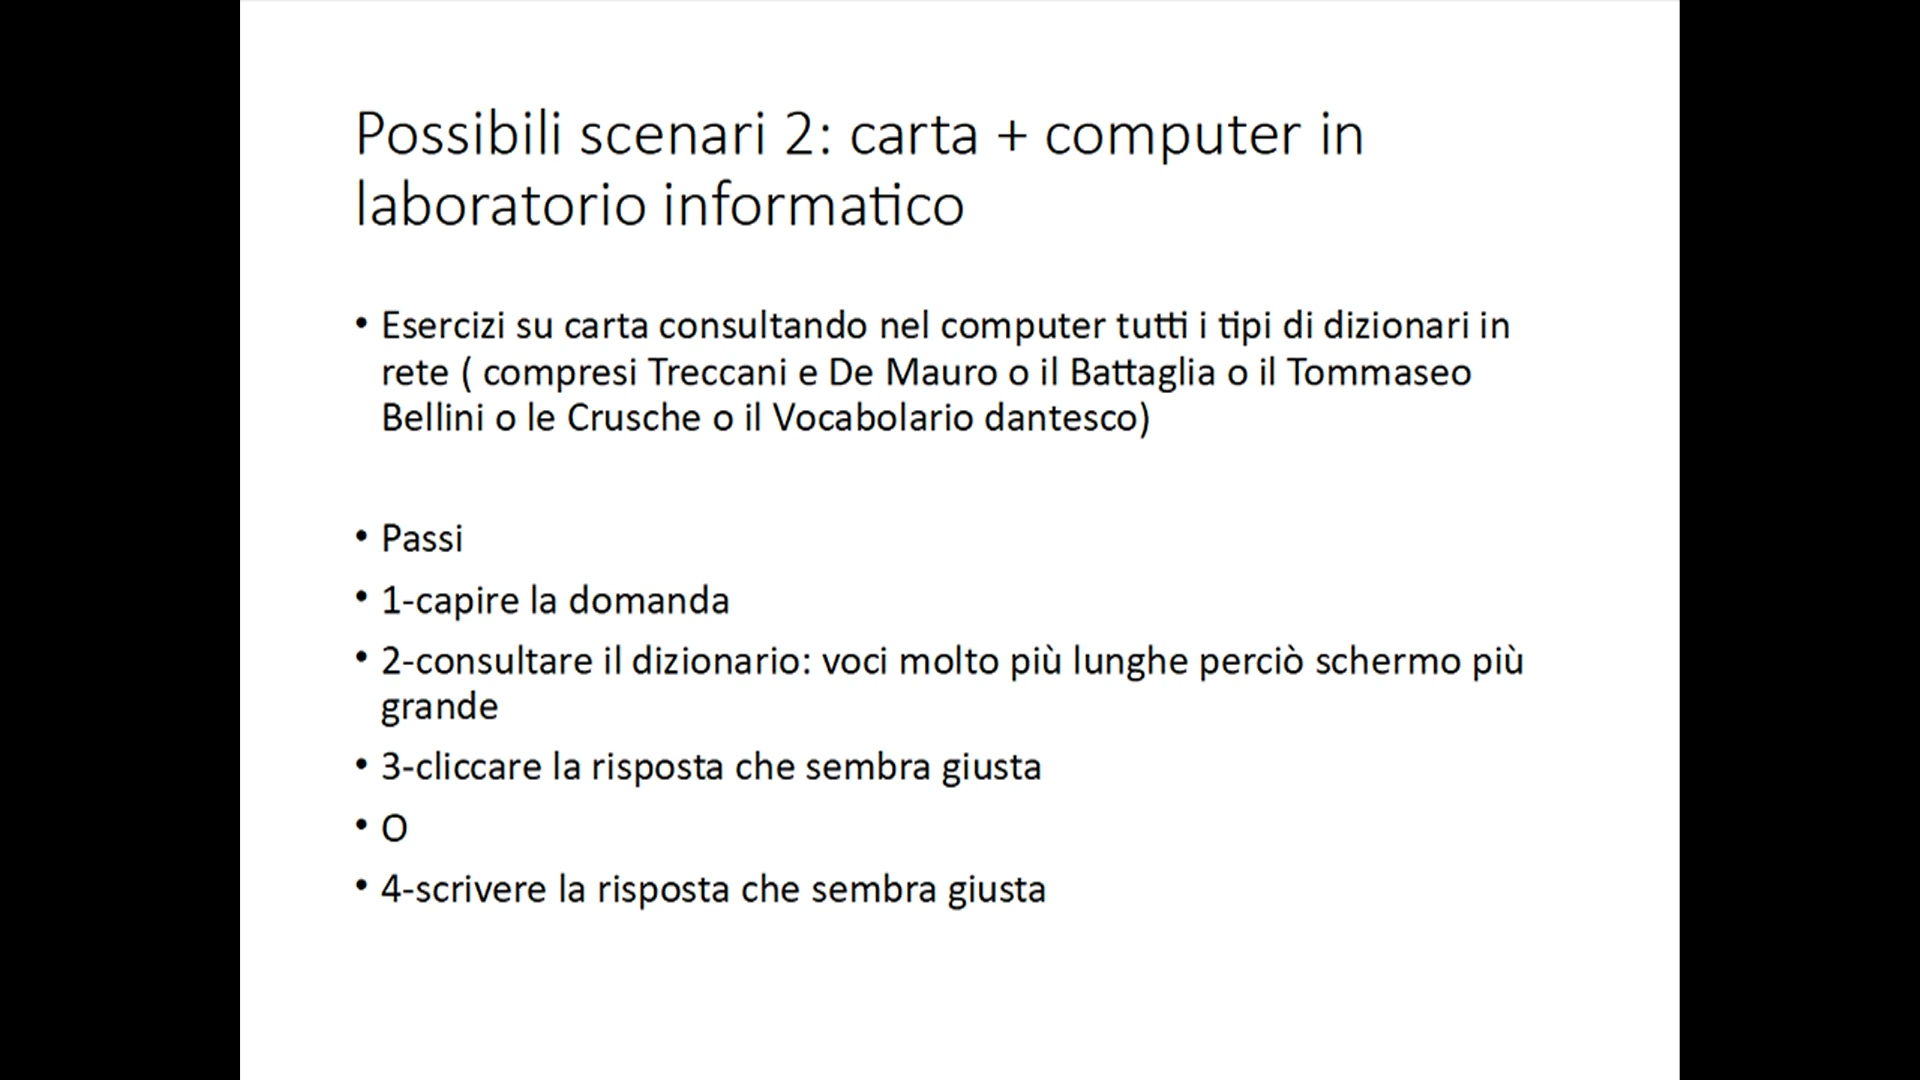 Possibili scenari 2: carta + computer in
laboratorio informatico
• Esercizi su carta consultando nel computer tutti i tipi di dizionari in
rete ( compresi Treccani e De Mauro o il Battaglia o il Tommaseo
Bellini o le Crusche o il Vocabolario dantesco)
• Passi
• 1-capire la domanda
• 2-consultare il dizionario: voci molto più lunghe perciò schermo più
grande
• 3-cliccare la risposta che sembra giusta
• O
• 4-scrivere la risposta che sembra giusta